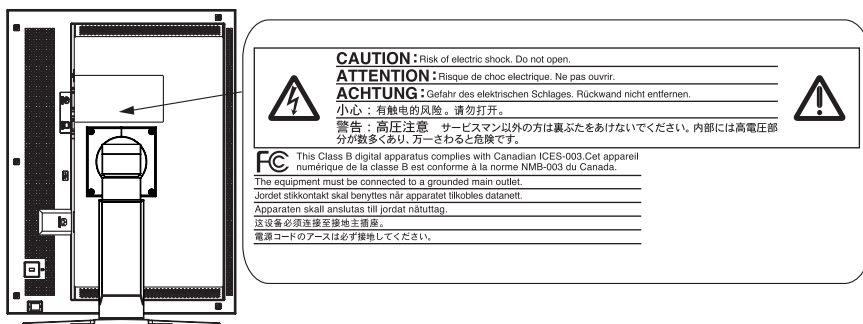 CAUTION : Risk of electric shock. Do not open.
ATTENTION : Risque de choc electrique. Ne pas ouvrir.
ACHTUNG : Gefahr des elektrischen Schlages. Rückwand nicht entfernen.
小心 : 有触电的风险。请勿打开。
警告 : 高圧注意 サービスマン以外の方は裏ぶたをあけないでください。内部には高電圧部
分が数多くあり、万一さわると危険です。
FC This Class B digital apparatus complies with Canadian ICES-003.Cet appareil
numérique de la classe B est conforme à la norme NMB-003 du Canada.
The equipment must be connected to a grounded main outlet.
Jordet stikkontakt skal benyttes når apparatet tilkobles datanett.
Apparaten skall anslutas till jordat nätuttag.
这设备必须连接至接地主插座。
電源コードのアースは必ず接地してください。